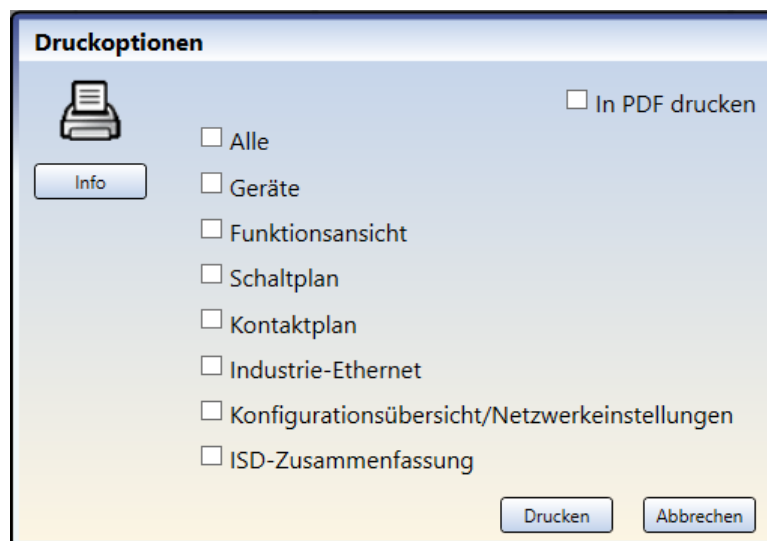 Druckoptionen
In PDF drucken
Alle
Info
Geräte
Funktionsansicht
Schaltplan
Kontaktplan
Industrie-Ethernet
Konfigurationsübersicht/Netzwerkeinstellungen
ISD-Zusammenfassung
Drucken
Abbrechen